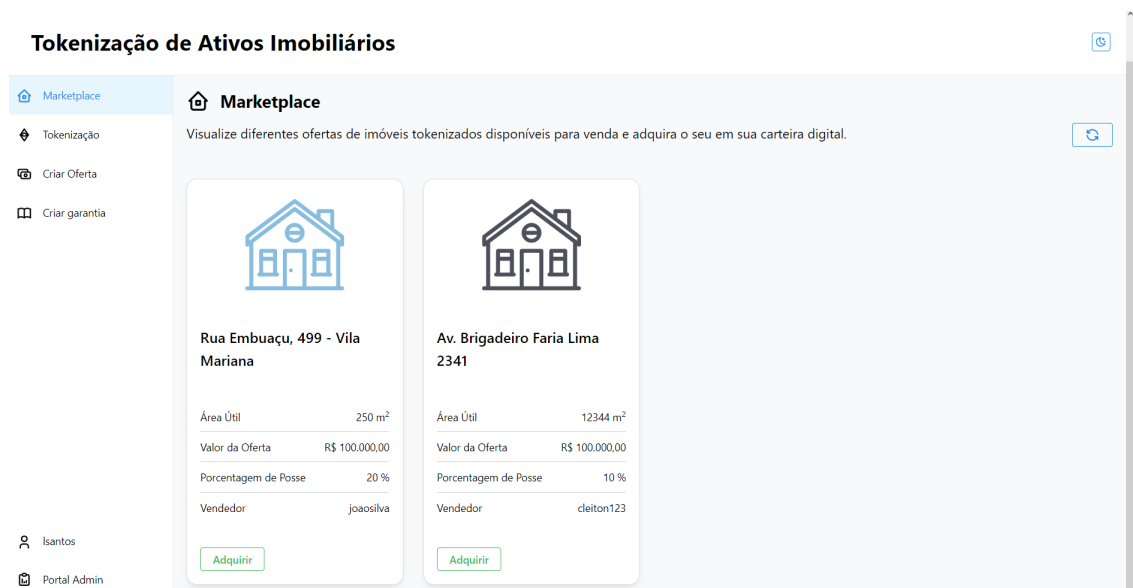 Tokenização de Ativos Imobiliários
Marketplace
Tokenização
Criar Oferta
Criar garantia
Isantos
Portal Admin
Marketplace
Visualize diferentes ofertas de imóveis tokenizados disponíveis para venda e adquira o seu em sua carteira digital.
Rua Embuaçu, 499 - Vila
Mariana
Área Útil 250 m²
Valor da Oferta R$ 100.000,00
Porcentagem de Posse 20 %
Vendedor joaosilva
Adquirir
Av. Brigadeiro Faria Lima
2341
Área Útil 12344 m²
Valor da Oferta R$ 100.000,00
Porcentagem de Posse 10 %
Vendedor cleiton123
Adquirir